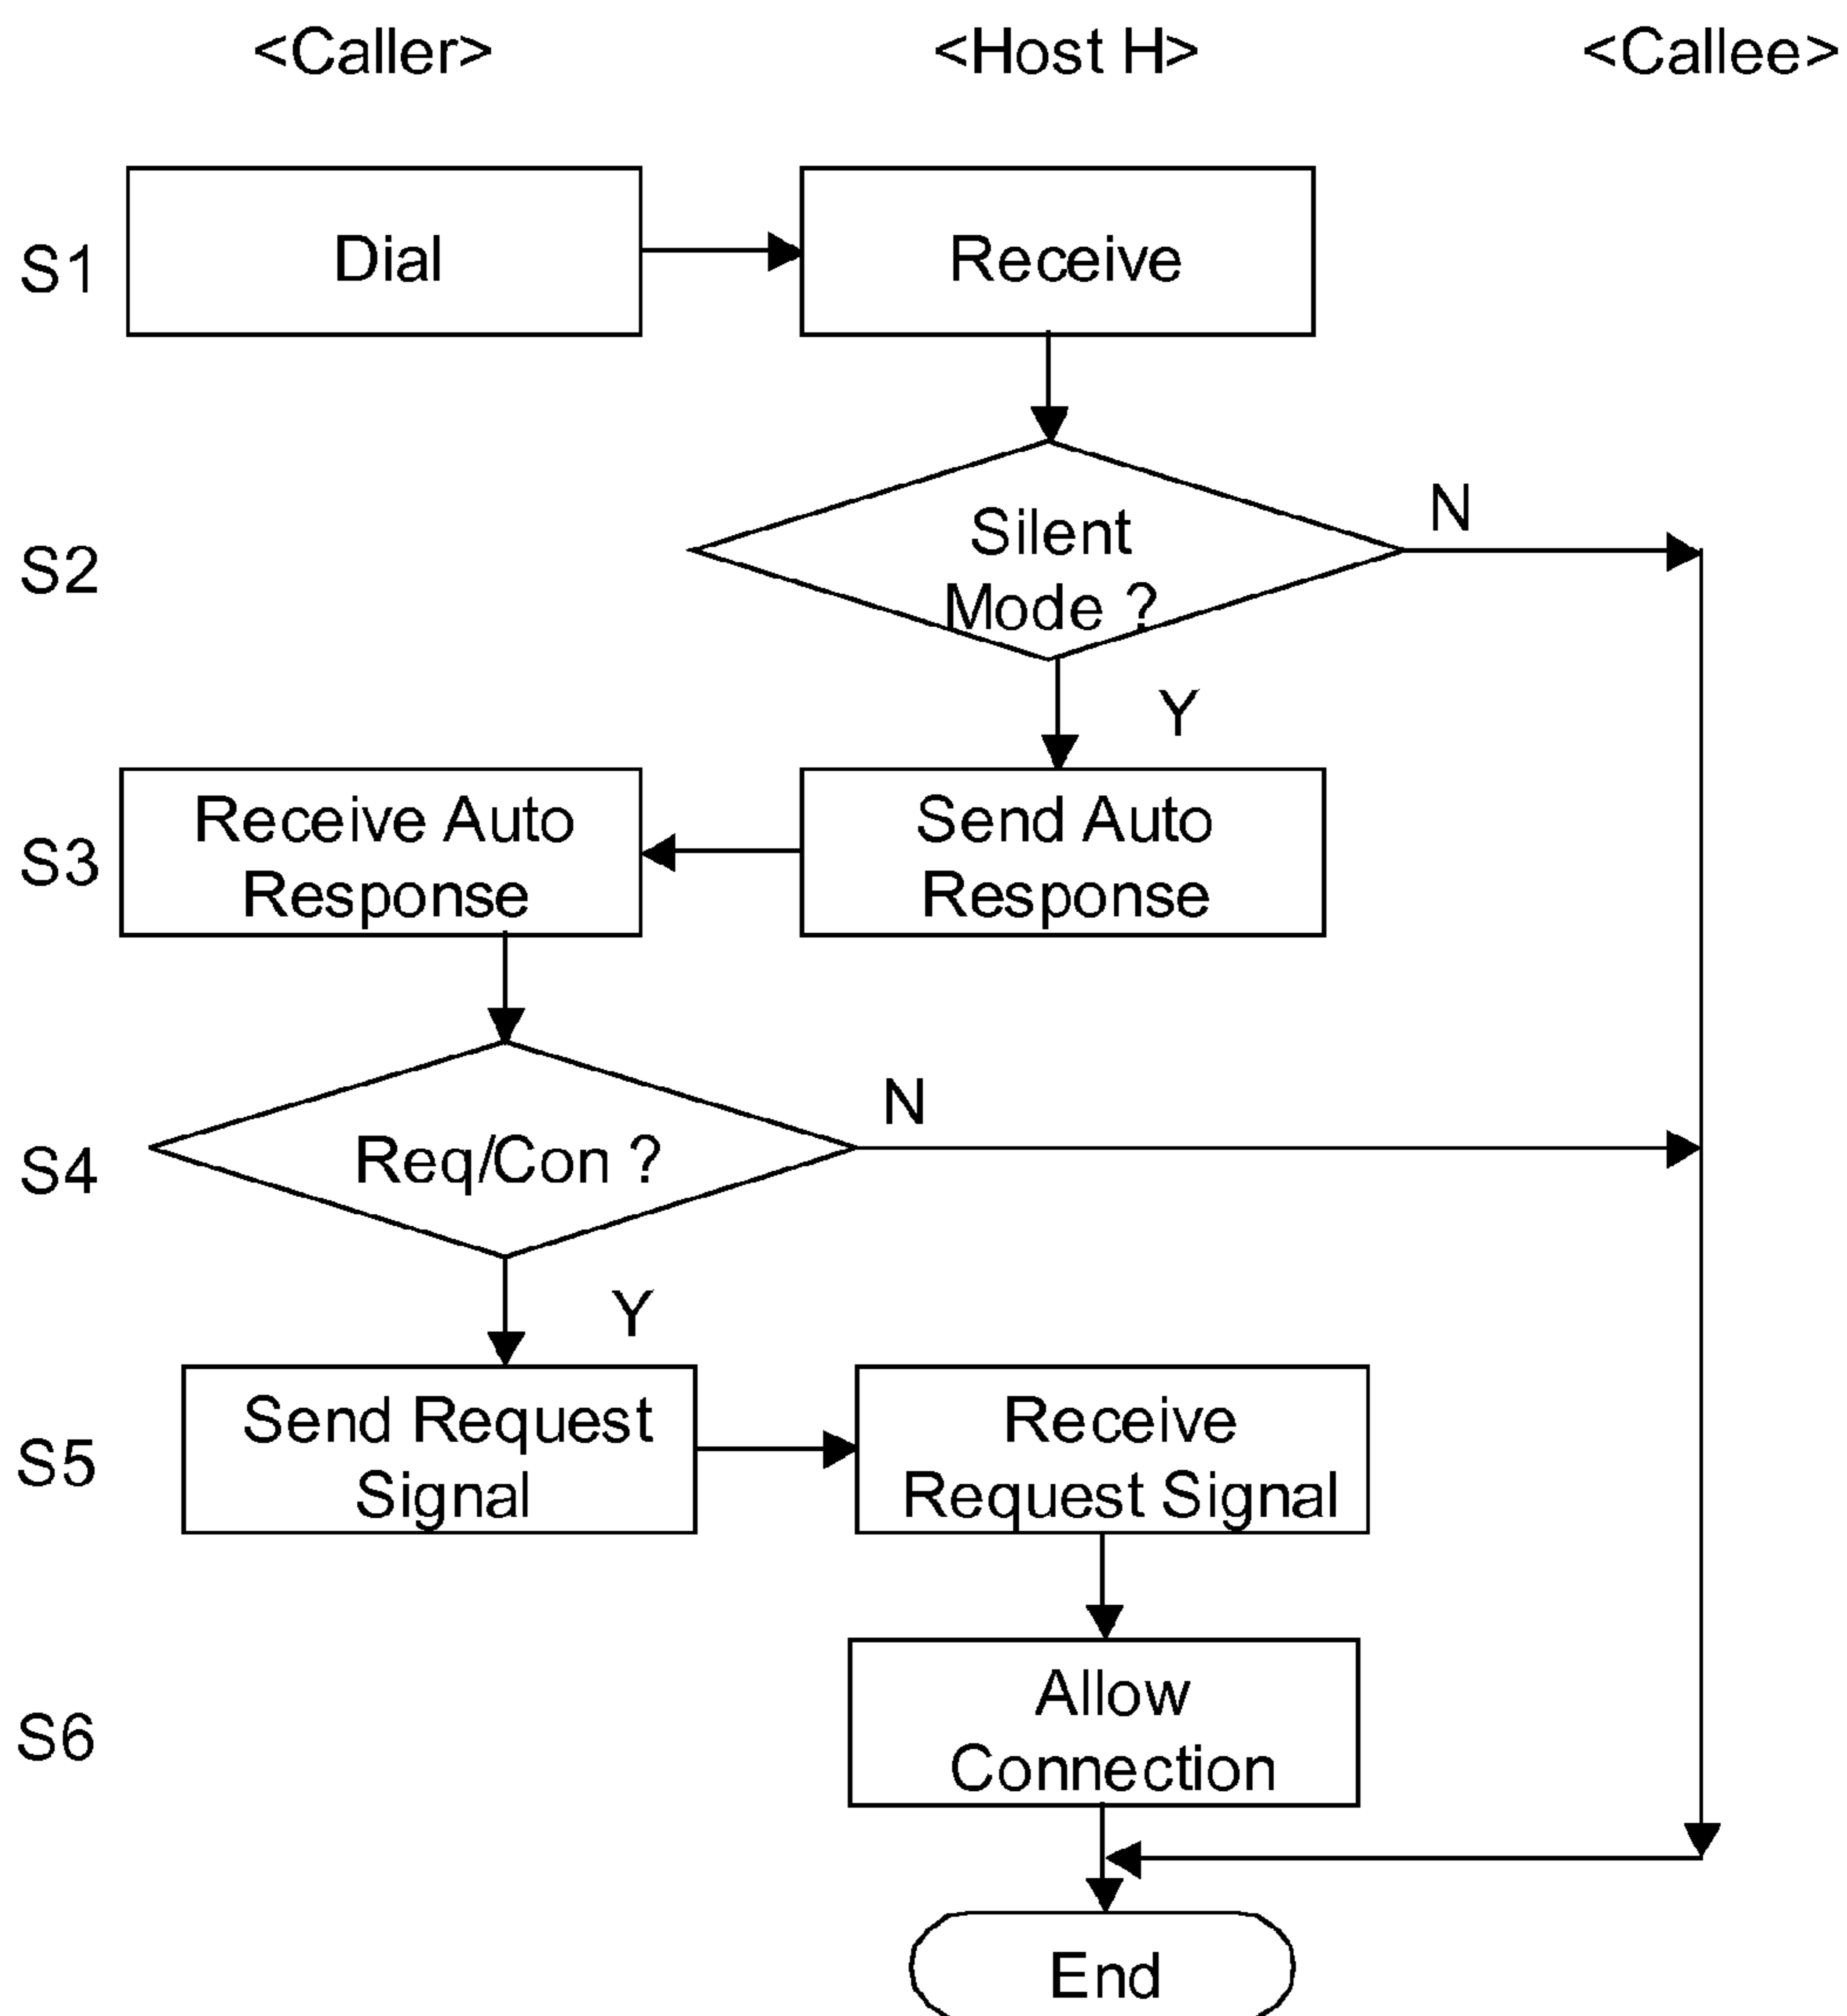 <Caller>
<Host H>
<Callee>
S1
Dial
Receive
S2
Silent
Mode ?
N
Y
S3
Receive Auto
Response
Send Auto
Response
S4
Req/Con ?
N
Y
S5
Send Request
Signal
Receive
Request Signal
S6
Allow
Connection
End